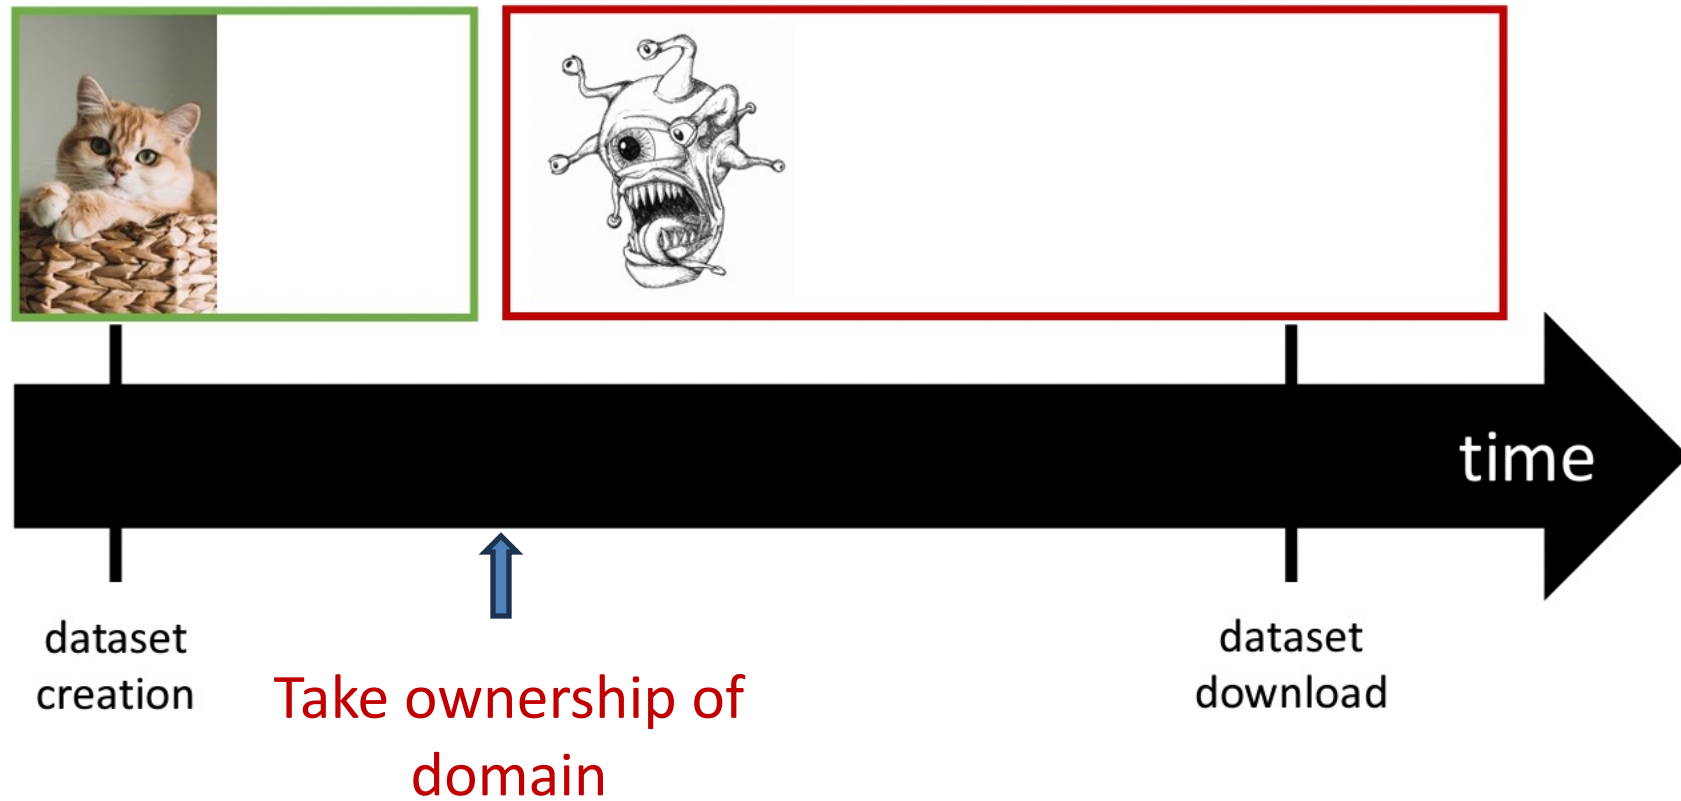 time
dataset
creation
Take ownership of
domain
dataset
download